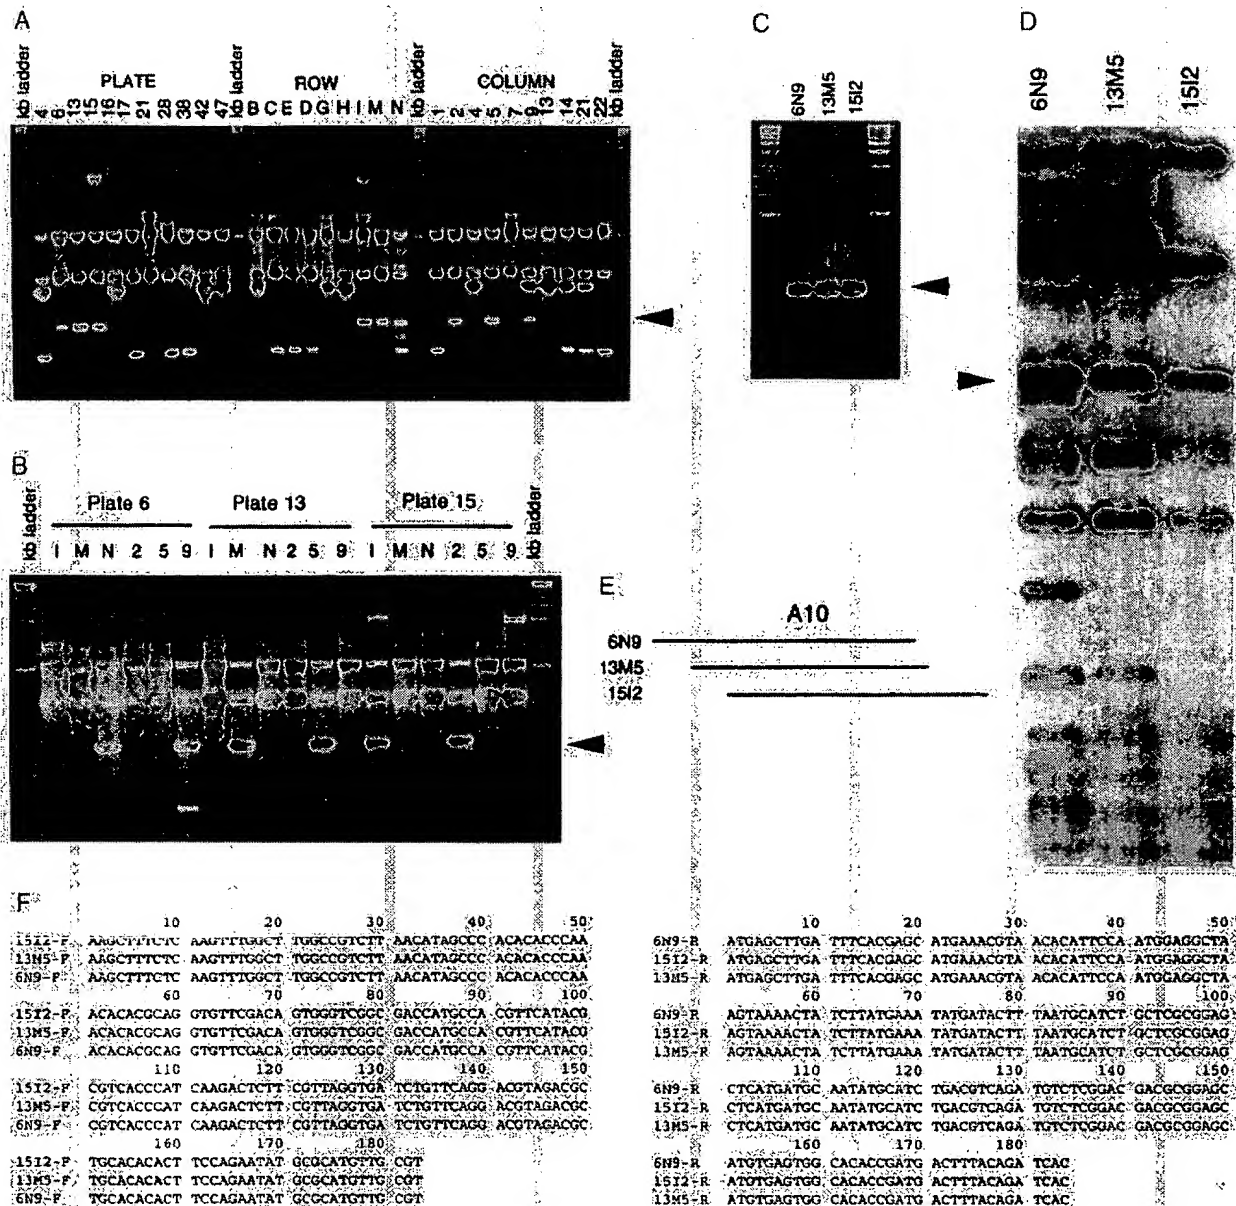 A
C
D
kb ladder
PLATE
kb ladder
ROW
kb ladder
COLUMN
kb ladder
4 6 13 15 16 17 21 28 38 42 47
B C E D G H I M N
1 2 4 5 7 9 13 14 21 22
6N9 13M5 15I2
6N9 13M5 15I2
B
kb ladder
Plate 6
Plate 13
Plate 15
kb ladder
I M N 2 5 9 I M N 2 5 9 I M N 2 5 9
E
A10
6N9
13M5
15I2
F
10 20 30 40 50
15I2-F AAGCTTTCTC AAGTTTGGCT TGGCCGTCTT AACATAGCCC ACACACCCAA
13M5-F AAGCTTTCTC AAGTTTGGCT TGGCCGTCTT AACATAGCCC ACACACCCAA
6N9-F AAGCTTTCTC AAGTTTGGCT TGGCCGTCTT AACATAGCCC ACACACCCAA
60 70 80 90 100
15I2-F ACACACGCAG GTGTTCGACA GTGGGTCGGC GACCATGCCA CGTTCATACG
13M5-F ACACACGCAG GTGTTCGACA GTGGGTCGGC GACCATGCCA CGTTCATACG
6N9-F ACACACGCAG GTGTTCGACA GTGGGTCGGC GACCATGCCA CGTTCATACG
110 120 130 140 150
15I2-F CGTCACCCAT CAAGACTCTT CGTTAGGTGA TCTGTTCAGG ACGTAGACGC
13M5-F CGTCACCCAT CAAGACTCTT CGTTAGGTGA TCTGTTCAGG ACGTAGACGC
6N9-F CGTCACCCAT CAAGACTCTT CGTTAGGTGA TCTGTTCAGG ACGTAGACGC
160 170 180
15I2-F TGCACACACT TCCAGAATAT GCGCATGTTG CGT
13M5-F TGCACACACT TCCAGAATAT GCGCATGTTG CGT
6N9-F TGCACACACT TCCAGAATAT GCGCATGTTG CGT
10 20 30 40 50
6N9-R ATGAGCTTGA TTTCACGAGC ATGAAACGTA ACACATTCCA ATGGAGGCTA
15I2-R ATGAGCTTGA TTTCACGAGC ATGAAACGTA ACACATTCCA ATGGAGGCTA
13M5-R ATGAGCTTGA TTTCACGAGC ATGAAACGTA ACACATTCCA ATGGAGGCTA
60 70 80 90 100
6N9-R AGTAAAACTA TCTTATGAAA TATGATACTT TAATGCATCT GCTCGCGGAG
15I2-R AGTAAAACTA TCTTATGAAA TATGATACTT TAATGCATCT GCTCGCGGAG
13M5-R AGTAAAACTA TCTTATGAAA TATGATACTT TAATGCATCT GCTCGCGGAG
110 120 130 140 150
6N9-R CTCATGATGC AATATGCATC TGACGTCAGA TGTCTCGGAC GACGCGGAGC
15I2-R CTCATGATGC AATATGCATC TGACGTCAGA TGTCTCGGAC GACGCGGAGC
13M5-R CTCATGATGC AATATGCATC TGACGTCAGA TGTCTCGGAC GACGCGGAGC
160 170 180
6N9-R ATGTGAGTGG CACACCGATG ACTTTACAGA TCAC
15I2-R ATGTGAGTGG CACACCGATG ACTTTACAGA TCAC
13M5-R ATGTGAGTGG CACACCGATG ACTTTACAGA TCAC